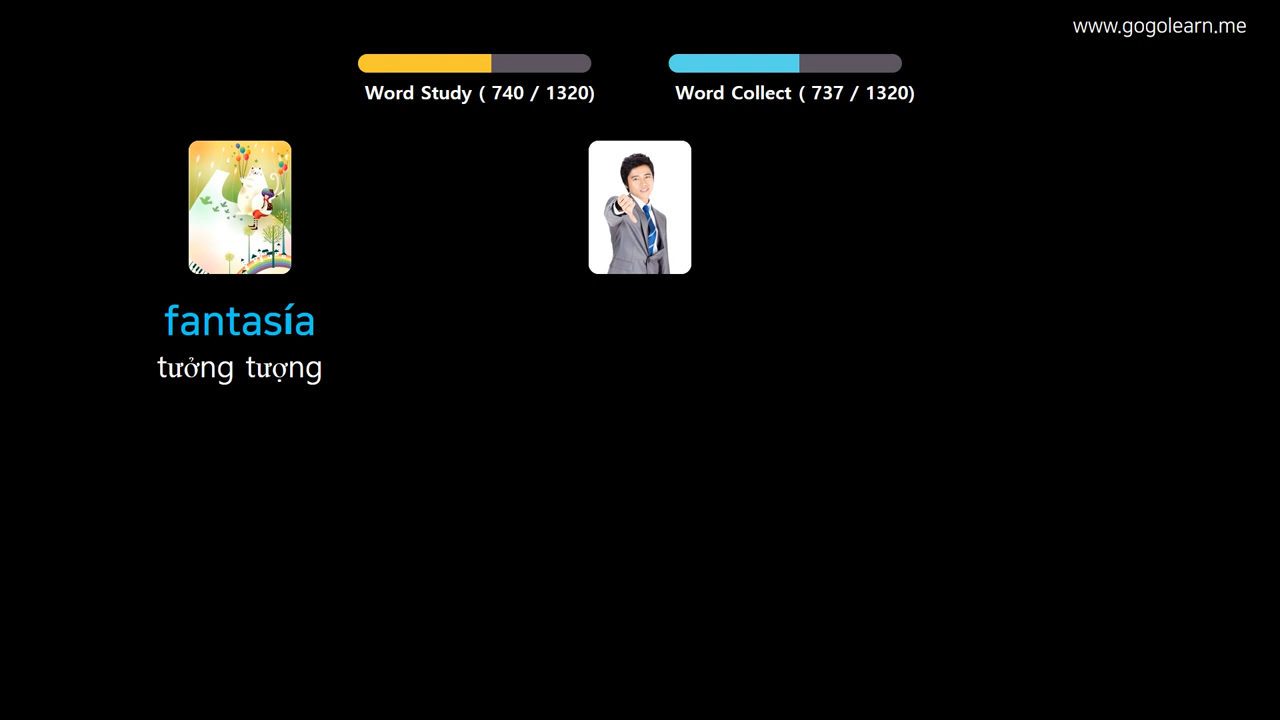 www.gogolearn.me
Word Study ( 740 / 1320)
Word Collect ( 737 / 1320)
fantasía
tưởng tượng